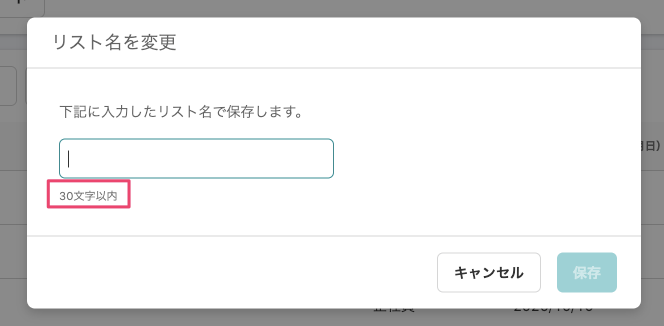 リスト名を変更
下記に入力したリスト名で保存します。
30文字以内
キャンセル
保存